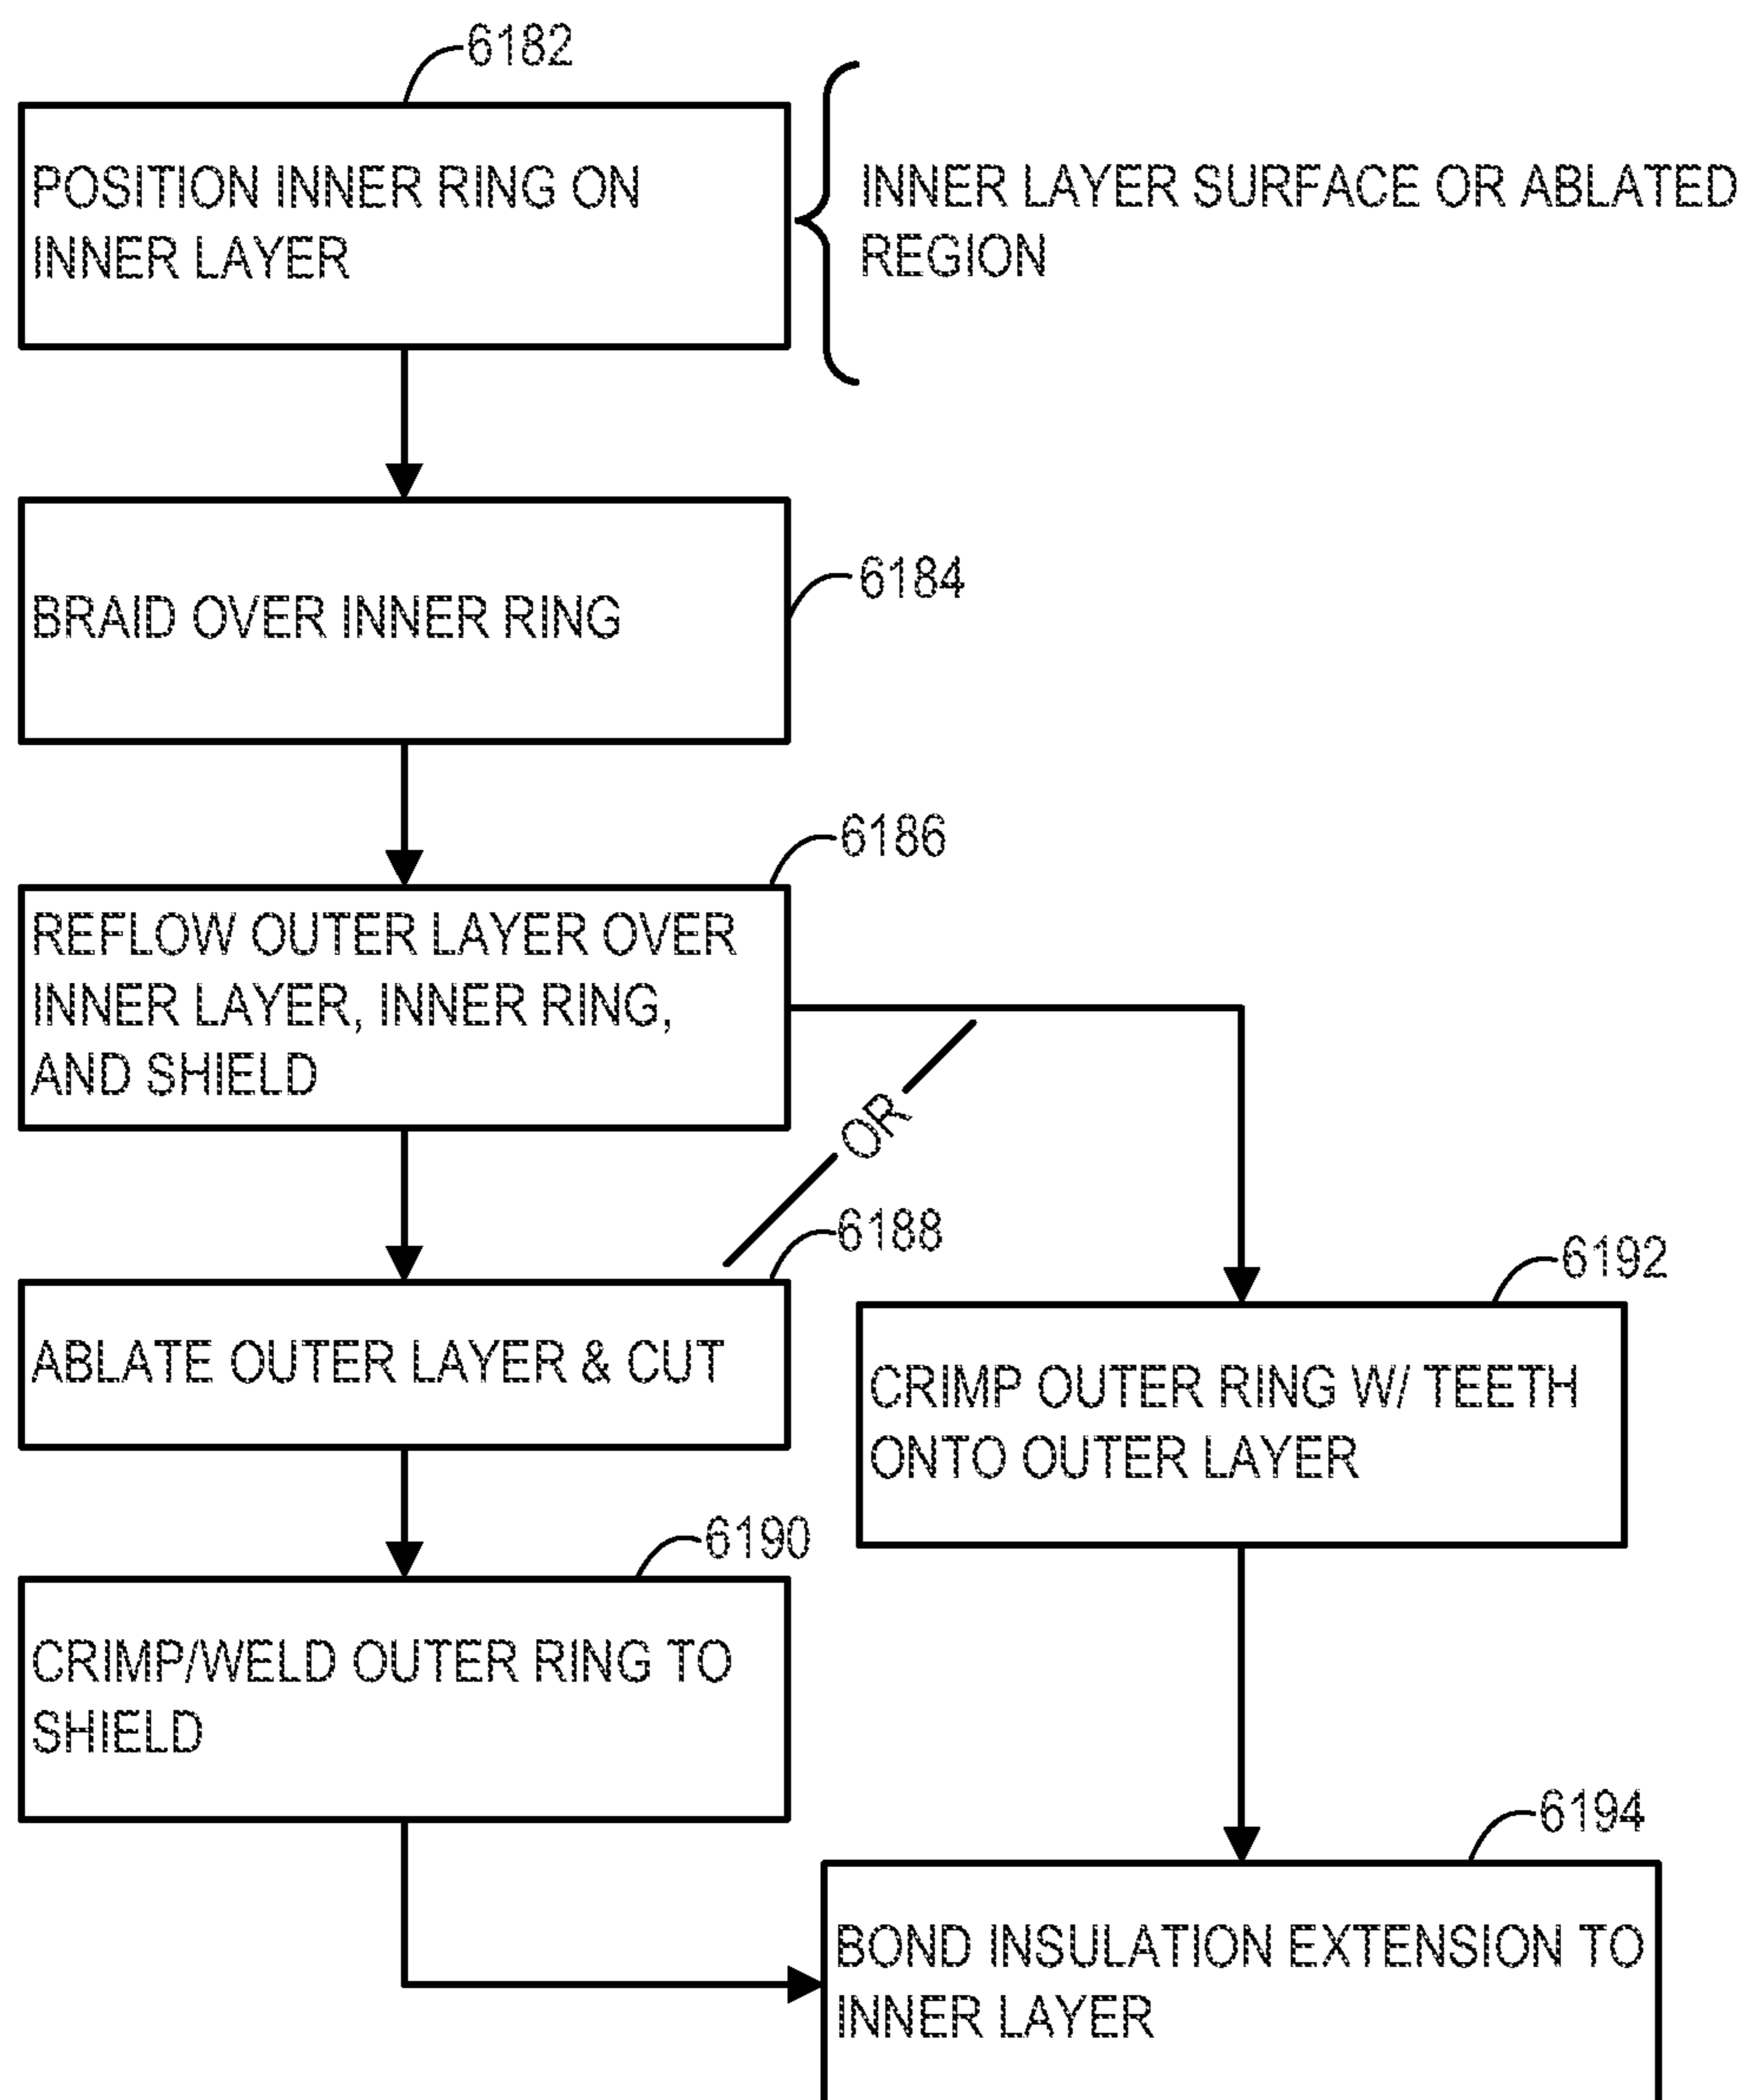 6182
POSITION INNER RING ON
INNER LAYER
INNER LAYER SURFACE OR ABLATED
REGION
BRAID OVER INNER RING
6184
6186
REFLOW OUTER LAYER OVER
INNER LAYER, INNER RING,
AND SHIELD
OR
6188
ABLATE OUTER LAYER & CUT
6192
CRIMP OUTER RING W/ TEETH
ONTO OUTER LAYER
6190
CRIMP/WELD OUTER RING TO
SHIELD
6194
BOND INSULATION EXTENSION TO
INNER LAYER